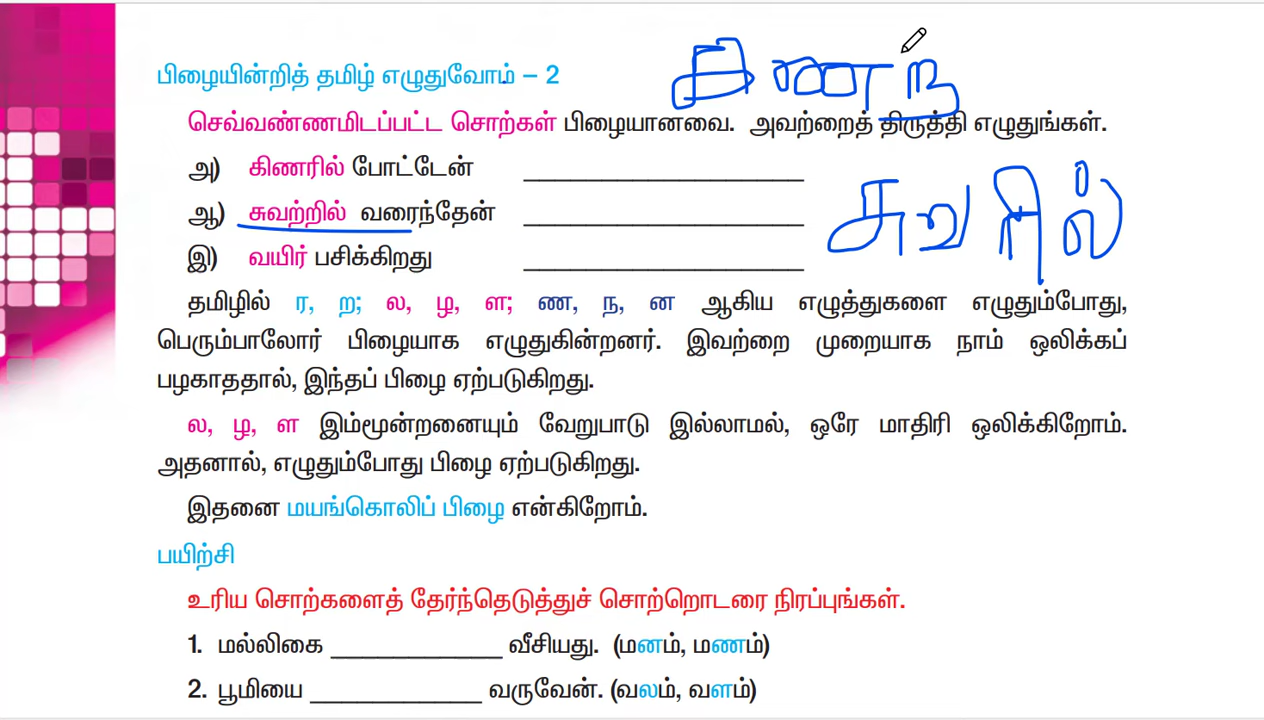 பிழையின்றித் தமிழ் எழுதுவோம் – 2
செவ்வண்ணமிடப்பட்ட சொற்கள் பிழையானவை. அவற்றைத் திருத்தி எழுதுங்கள்.
அ) கிணரில் போட்டேன் ____________________
ஆ) சுவற்றில் வரைந்தேன் ____________________ சுவரில்
இ) வயிர் பசிக்கிறது ____________________
தமிழில் ர, ற; ல, ழ, ள; ண, ந, ன ஆகிய எழுத்துகளை எழுதும்போது,
பெரும்பாலோர் பிழையாக எழுதுகின்றனர். இவற்றை முறையாக நாம் ஒலிக்கப்
பழகாததால், இந்தப் பிழை ஏற்படுகிறது.
ல, ழ, ள இம்மூன்றனையும் வேறுபாடு இல்லாமல், ஒரே மாதிரி ஒலிக்கிறோம்.
அதனால், எழுதும்போது பிழை ஏற்படுகிறது.
இதனை மயங்கொலிப் பிழை என்கிறோம்.
பயிற்சி
உரிய சொற்களைத் தேர்ந்தெடுத்துச் சொற்றொடரை நிரப்புங்கள்.
1. மல்லிகை ____________ வீசியது. (மனம், மணம்)
2. பூமியை ____________ வருவேன். (வலம், வளம்)